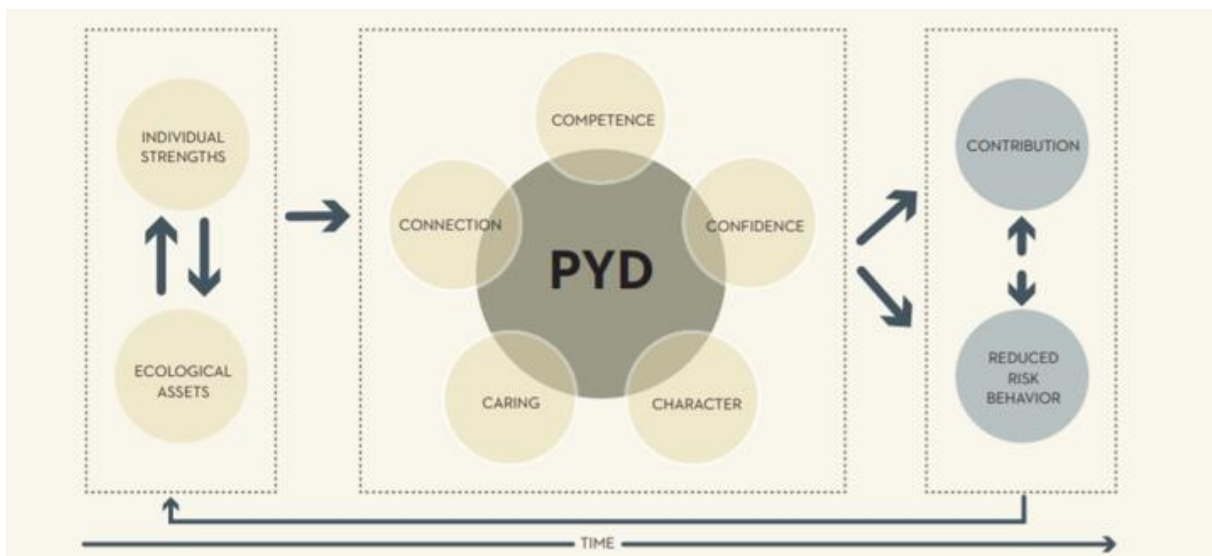 INDIVIDUAL
STRENGTHS
ECOLOGICAL
ASSETS
COMPETENCE
CONNECTION
CONFIDENCE
PYD
CARING
CHARACTER
CONTRIBUTION
REDUCED
RISK
BEHAVIOR
TIME